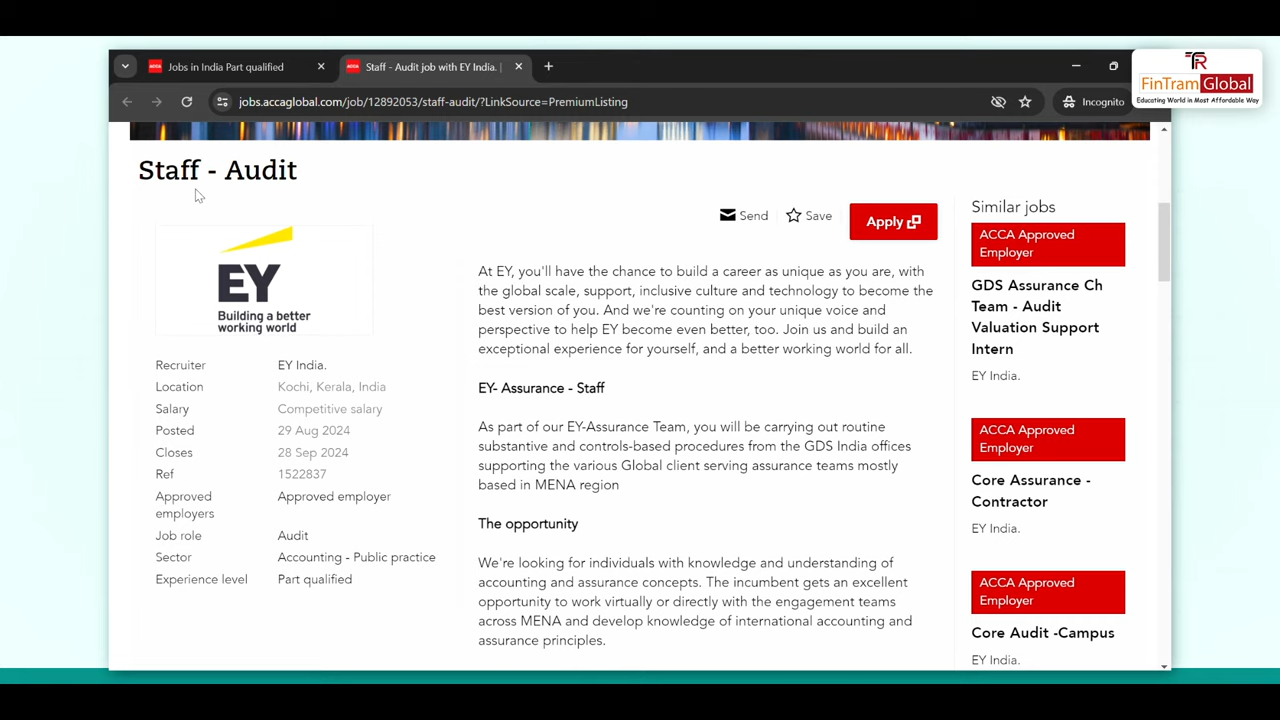 Jobs in India Part qualified
Staff - Audit job with EY India. |
jobs.accaglobal.com/job/12892053/staff-audit/?LinkSource=PremiumListing
Incognito
TR
FinTram Global
Educating World in Most Affordable Way
Staff - Audit
Send
Save
Apply
EY
Building a better
working world
Recruiter EY India.
Location Kochi, Kerala, India
Salary Competitive salary
Posted 29 Aug 2024
Closes 28 Sep 2024
Ref 1522837
Approved employers Approved employer
Job role Audit
Sector Accounting - Public practice
Experience level Part qualified
At EY, you'll have the chance to build a career as unique as you are, with
the global scale, support, inclusive culture and technology to become the
best version of you. And we're counting on your unique voice and
perspective to help EY become even better, too. Join us and build an
exceptional experience for yourself, and a better working world for all.
EY- Assurance - Staff
As part of our EY-Assurance Team, you will be carrying out routine
substantive and controls-based procedures from the GDS India offices
supporting the various Global client serving assurance teams mostly
based in MENA region
The opportunity
We're looking for individuals with knowledge and understanding of
accounting and assurance concepts. The incumbent gets an excellent
opportunity to work virtually or directly with the engagement teams
across MENA and develop knowledge of international accounting and
assurance principles.
Similar jobs
ACCA Approved
Employer
GDS Assurance Ch
Team - Audit
Valuation Support
Intern
EY India.
ACCA Approved
Employer
Core Assurance -
Contractor
EY India.
ACCA Approved
Employer
Core Audit -Campus
EY India.